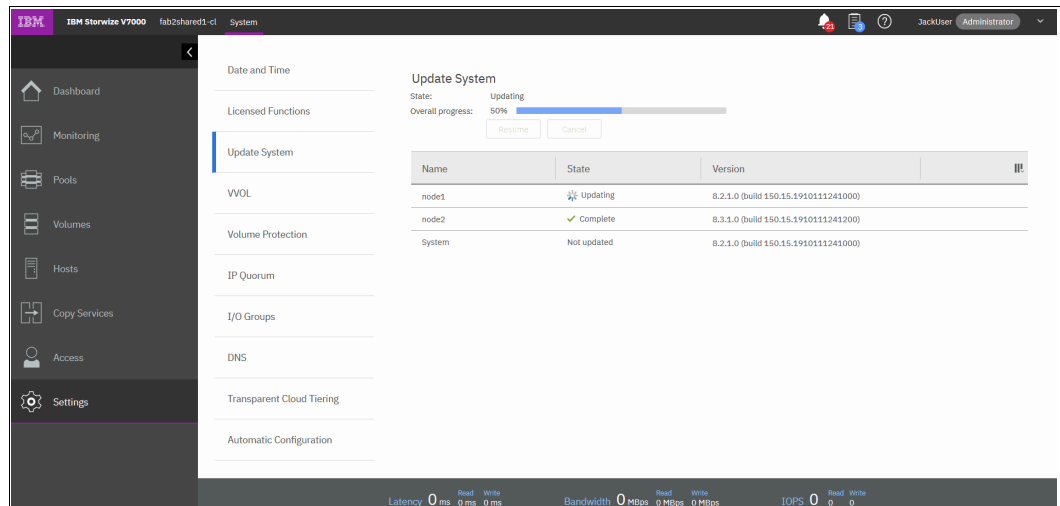 IBM IBM Storwize V7000 fab2shared1-cl System 21 3 ? JackUser Administrator
Dashboard
Monitoring
Pools
Volumes
Hosts
Copy Services
Access
Settings
Date and Time
Licensed Functions
Update System
VVOL
Volume Protection
IP Quorum
I/O Groups
DNS
Transparent Cloud Tiering
Automatic Configuration
Update System
State: Updating
Overall progress: 50%
Resume Cancel
Name State Version
node1 Updating 8.2.1.0 (build 150.15.1910111241000)
node2 Complete 8.3.1.0 (build 150.15.1910111241200)
System Not updated 8.2.1.0 (build 150.15.1910111241000)
Latency 0 ms Read 0 ms Write 0 ms Bandwidth 0 MBps Read 0 MBps Write 0 MBps IOPS 0 Read 0 Write 0